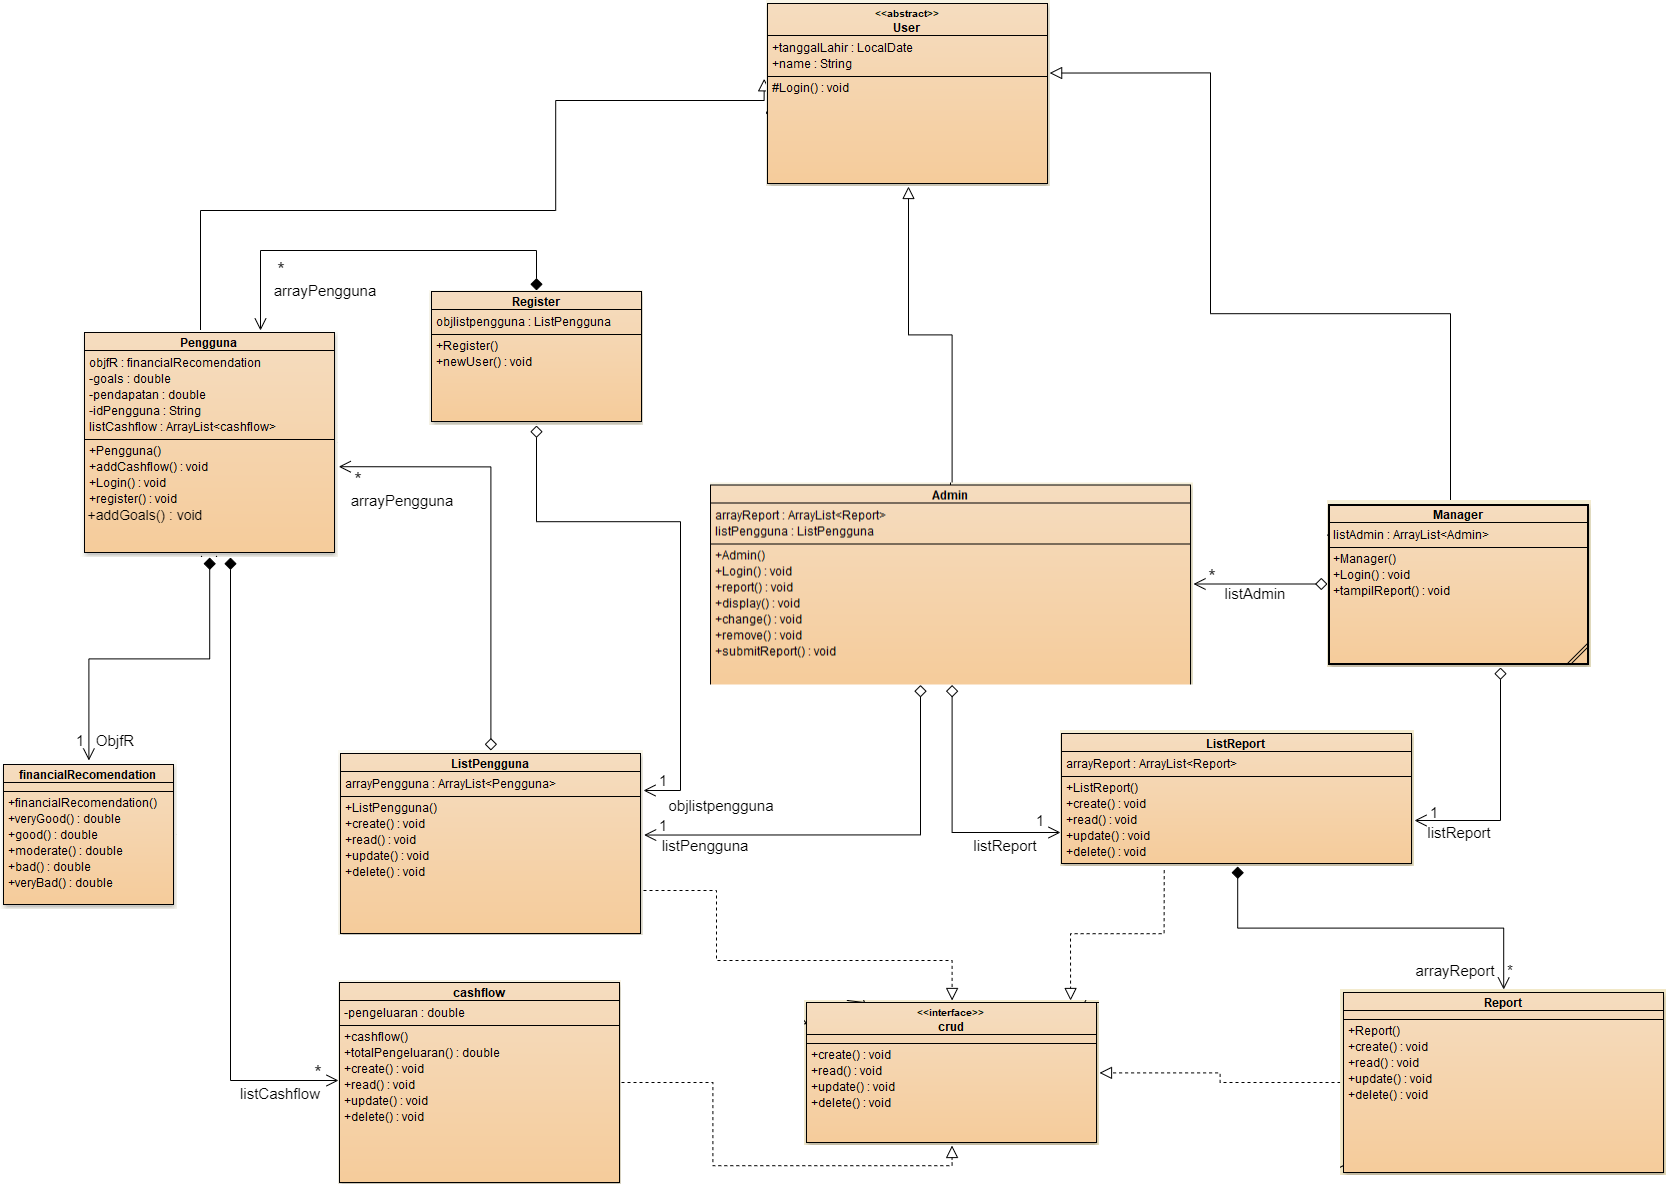 <<abstract>>
User
+tanggalLahir : LocalDate
+name : String
#Login() : void
*
arrayPengguna
Register
objlistpengguna : ListPengguna
+Register()
+newUser() : void
Pengguna
objfR : financialRecomendation
-goals : double
-pendapatan : double
-idPengguna : String
listCashflow : ArrayList<cashflow>
+Pengguna()
+addCashflow() : void
+Login() : void
+register() : void
+addGoals() : void
*
arrayPengguna
Admin
arrayReport : ArrayList<Report>
listPengguna : ListPengguna
+Admin()
+Login() : void
+report() : void
+display() : void
+change() : void
+remove() : void
+submitReport() : void
*
listAdmin
Manager
listAdmin : ArrayList<Admin>
+Manager()
+Login() : void
+tampilReport() : void
1 ObjfR
financialRecomendation
+financialRecomendation()
+veryGood() : double
+good() : double
+moderate() : double
+bad() : double
+veryBad() : double
ListPengguna
arrayPengguna : ArrayList<Pengguna>
+ListPengguna()
+create() : void
+read() : void
+update() : void
+delete() : void
1
objlistpengguna
1
listPengguna
1
listReport
ListReport
arrayReport : ArrayList<Report>
+ListReport()
+create() : void
+read() : void
+update() : void
+delete() : void
1
listReport
*
listCashflow
cashflow
-pengeluaran : double
+cashflow()
+totalPengeluaran() : double
+create() : void
+read() : void
+update() : void
+delete() : void
<<interface>>
crud
+create() : void
+read() : void
+update() : void
+delete() : void
arrayReport *
Report
+Report()
+create() : void
+read() : void
+update() : void
+delete() : void